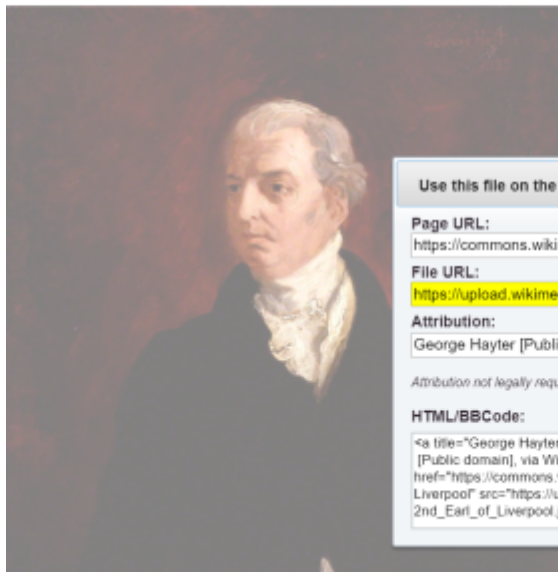 Use this file on the
Page URL:
https://commons.wiki
File URL:
https://upload.wikime
Attribution:
George Hayter [Publi
Attribution not legally requ
HTML/BBCode:
<a title="George Hayter
[Public domain], via Wi
href="https://commons.
Liverpool" src="https://u
2nd_Earl_of_Liverpool.